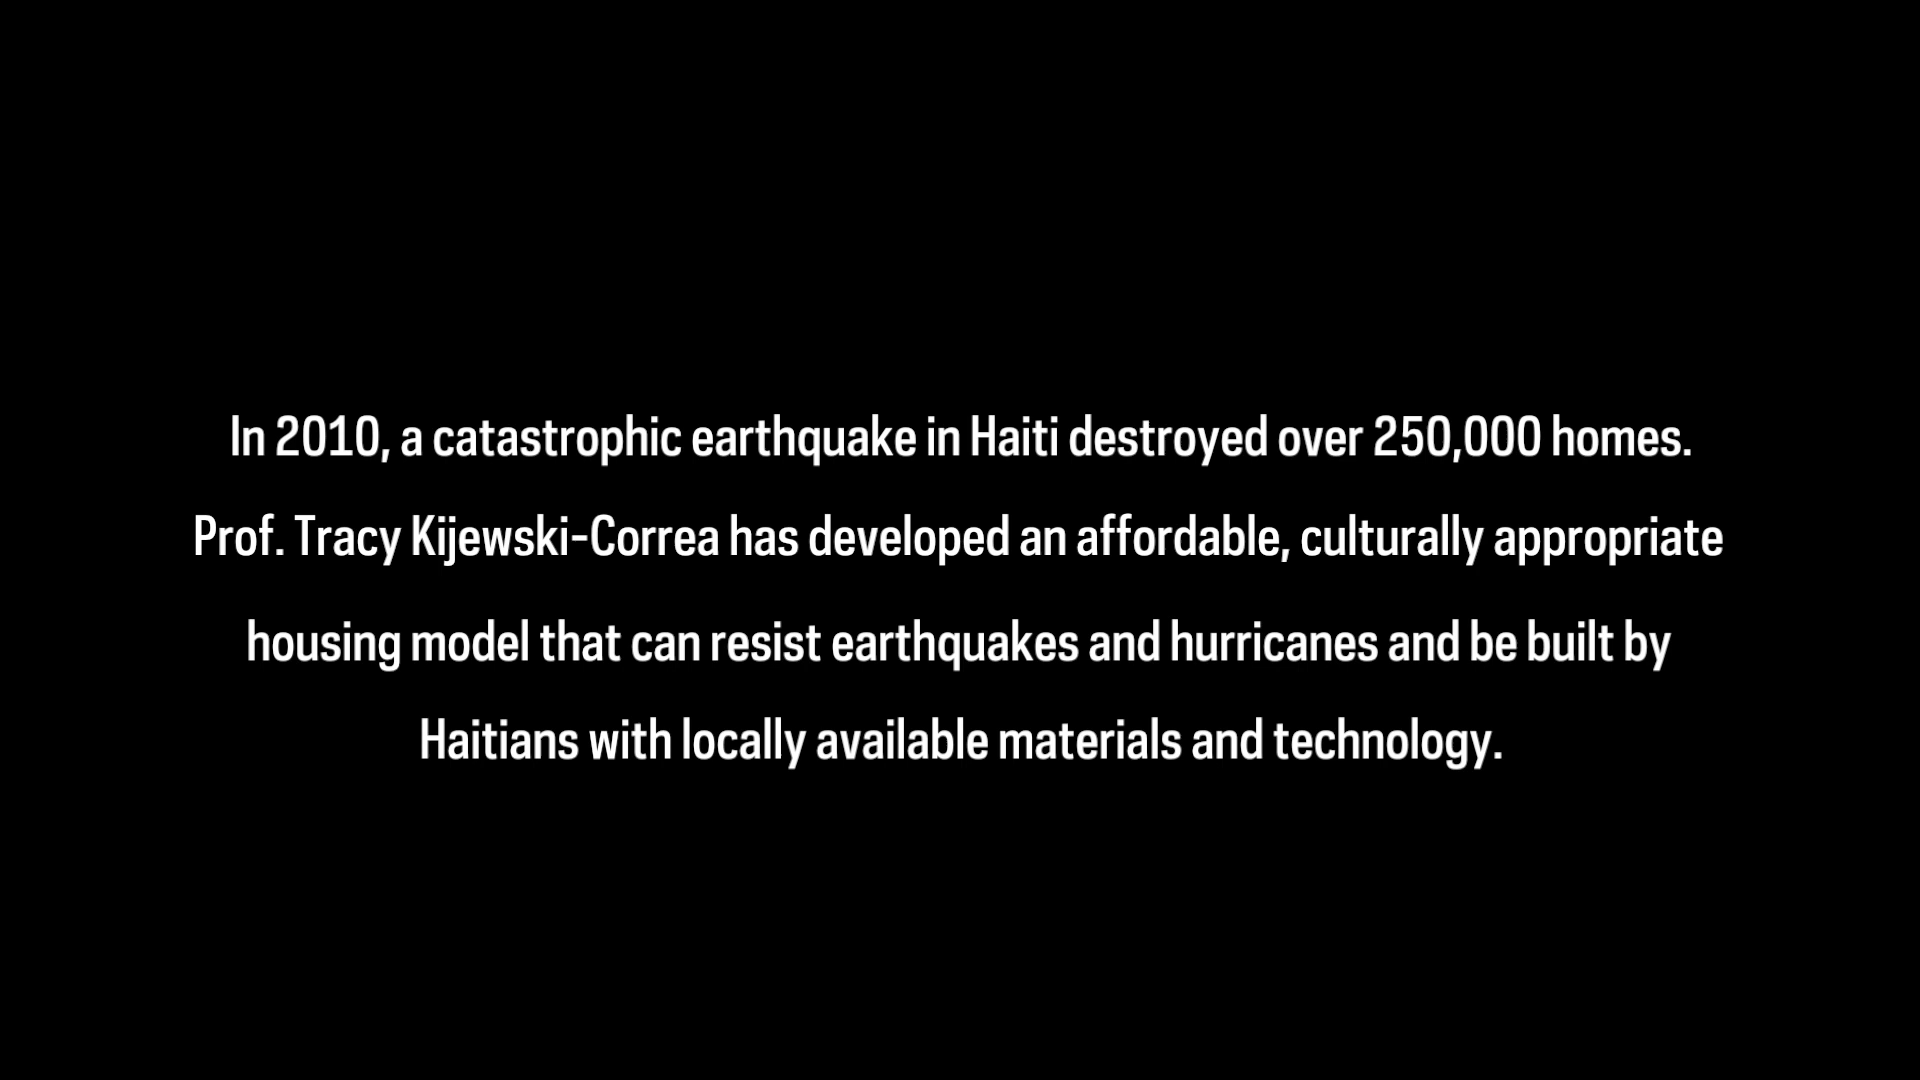 In 2010, a catastrophic earthquake in Haiti destroyed over 250,000 homes.
Prof. Tracy Kijewski-Correa has developed an affordable, culturally appropriate
housing model that can resist earthquakes and hurricanes and be built by
Haitians with locally available materials and technology.